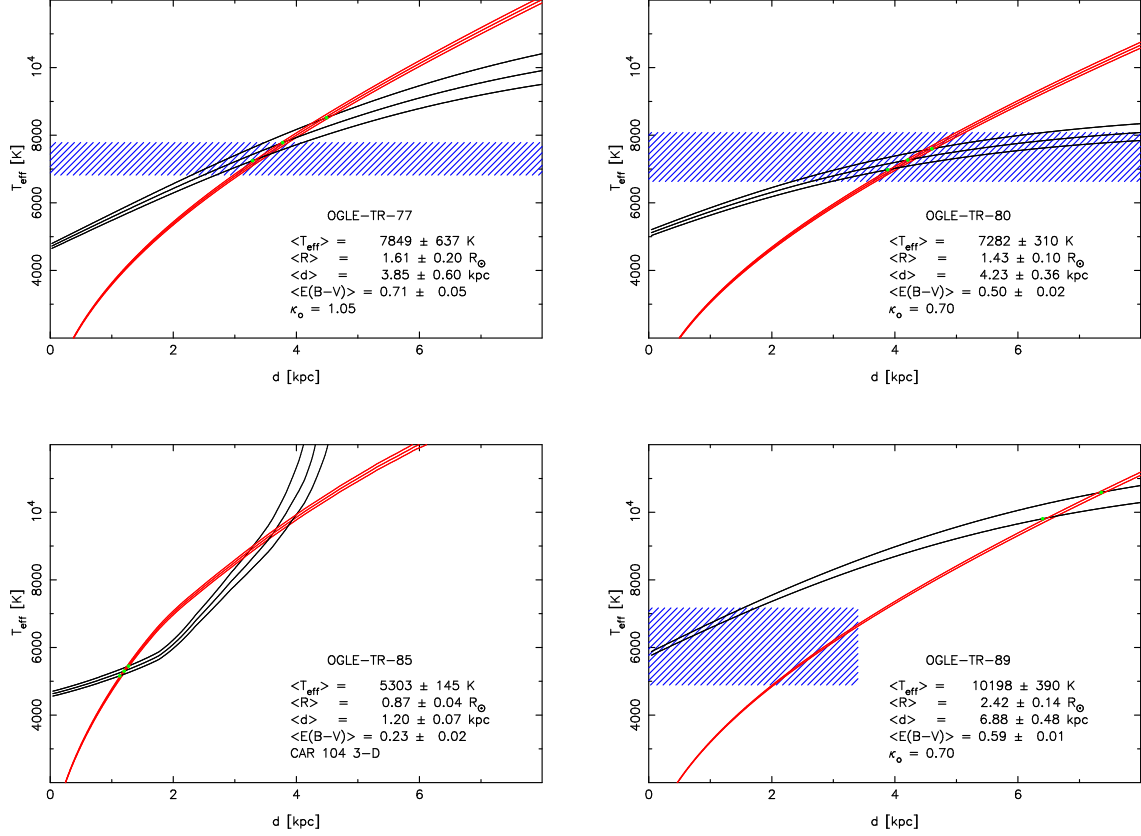 10⁴
8000
6000
4000
T_eff [K]
0
2
4
6
d [kpc]
OGLE-TR-77
<T_eff> = 7849 ± 637 K
<R> = 1.61 ± 0.20 R⊙
<d> = 3.85 ± 0.60 kpc
<E(B-V)> = 0.71 ± 0.05
κ_o = 1.05
10⁴
8000
6000
4000
T_eff [K]
0
2
4
6
d [kpc]
OGLE-TR-80
<T_eff> = 7282 ± 310 K
<R> = 1.43 ± 0.10 R⊙
<d> = 4.23 ± 0.36 kpc
<E(B-V)> = 0.50 ± 0.02
κ_o = 0.70
10⁴
8000
6000
4000
T_eff [K]
0
2
4
6
d [kpc]
OGLE-TR-85
<T_eff> = 5303 ± 145 K
<R> = 0.87 ± 0.04 R⊙
<d> = 1.20 ± 0.07 kpc
<E(B-V)> = 0.23 ± 0.02
CAR 104 3-D
10⁴
8000
6000
4000
T_eff [K]
0
2
4
6
d [kpc]
OGLE-TR-89
<T_eff> = 10198 ± 390 K
<R> = 2.42 ± 0.14 R⊙
<d> = 6.88 ± 0.48 kpc
<E(B-V)> = 0.59 ± 0.01
κ_o = 0.70